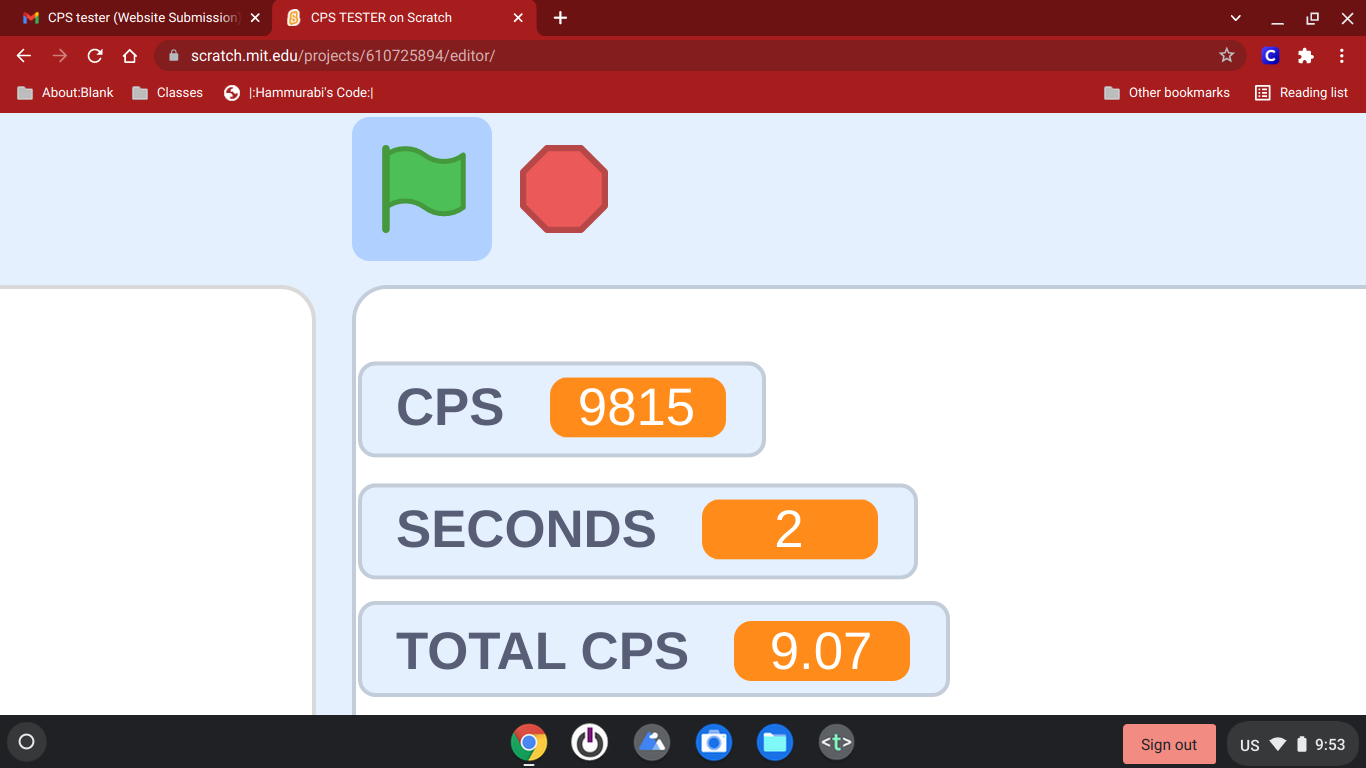 CPS tester (Website Submission)
CPS TESTER on Scratch
scratch.mit.edu/projects/610725894/editor/
C
About:Blank
Classes
|:Hammurabi's Code:|
Other bookmarks
Reading list
CPS 9815
SECONDS 2
TOTAL CPS 9.07
<t>
Sign out
US
9:53